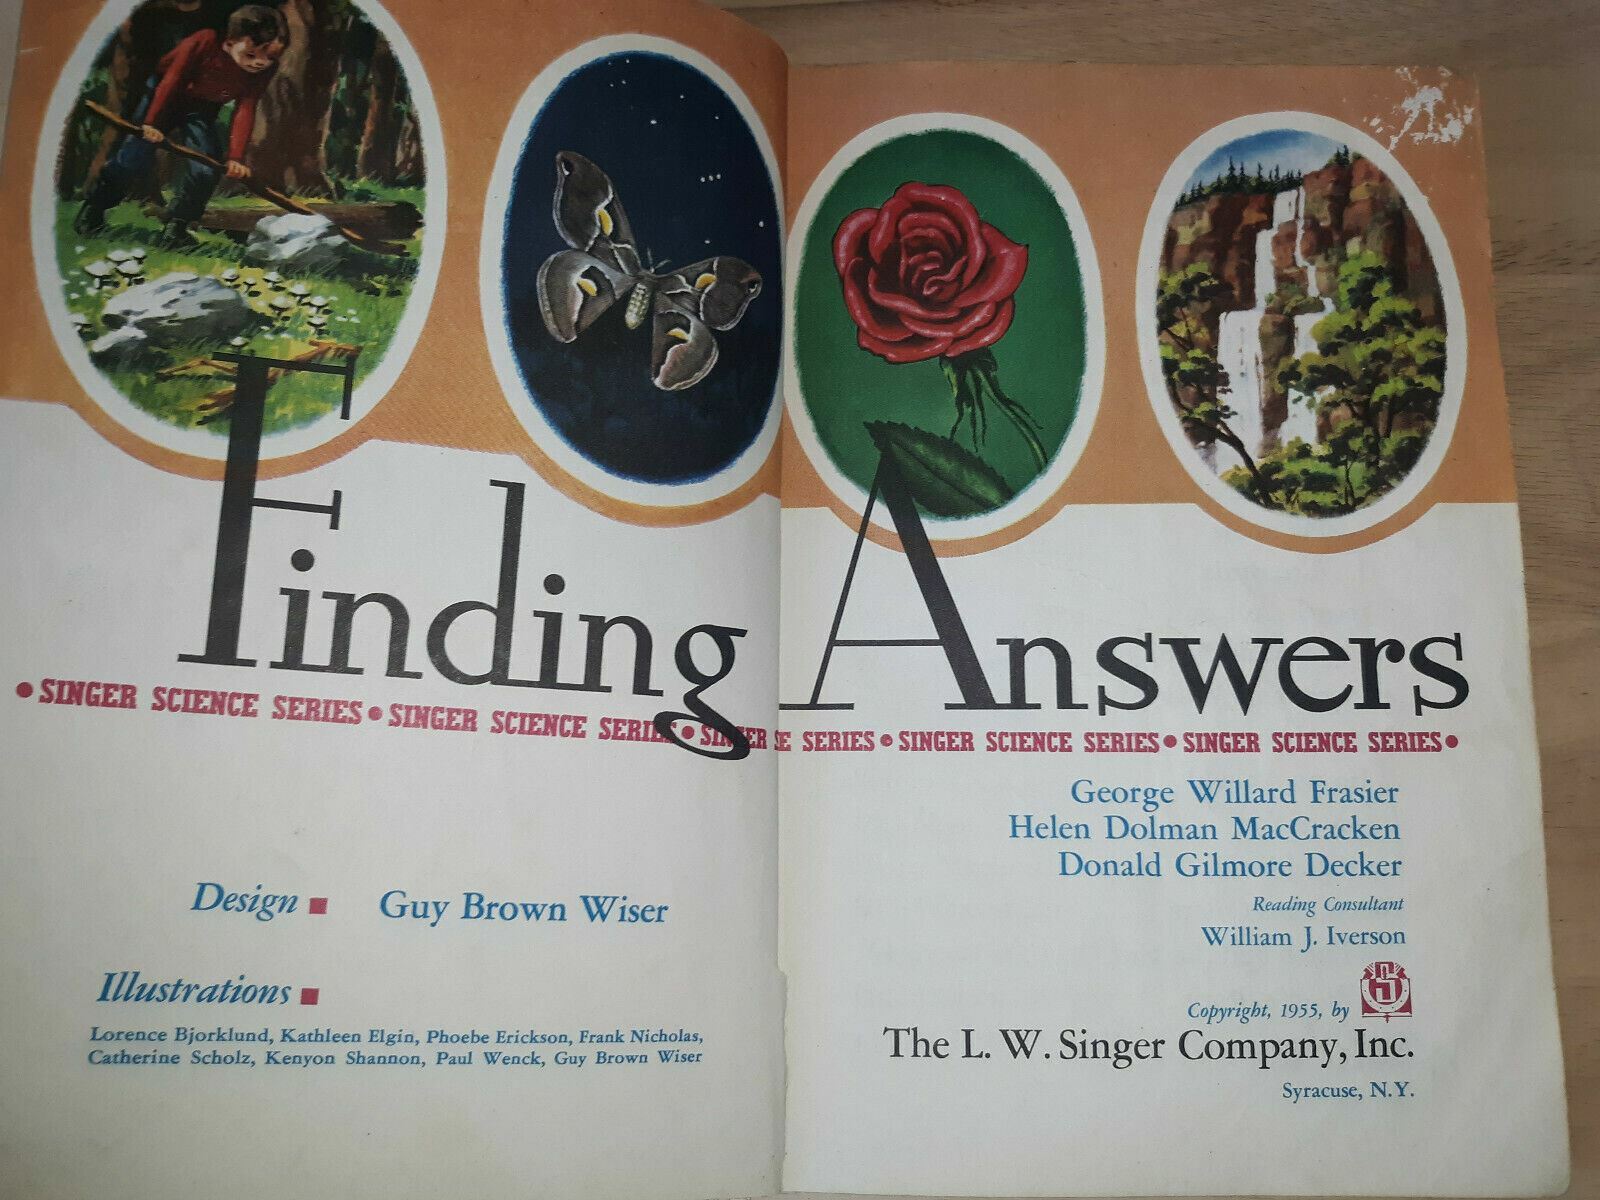 Finding Answers
• SINGER SCIENCE SERIES • SINGER SCIENCE SERIES • SINGER SE SERIES • SINGER SCIENCE SERIES • SINGER SCIENCE SERIES •
Design ■ Guy Brown Wiser
Illustrations ■
Lorence Bjorklund, Kathleen Elgin, Phoebe Erickson, Frank Nicholas,
Catherine Scholz, Kenyon Shannon, Paul Wenck, Guy Brown Wiser
George Willard Frasier
Helen Dolman MacCracken
Donald Gilmore Decker
Reading Consultant
William J. Iverson
Copyright, 1955, by S
The L. W. Singer Company, Inc.
Syracuse, N.Y.